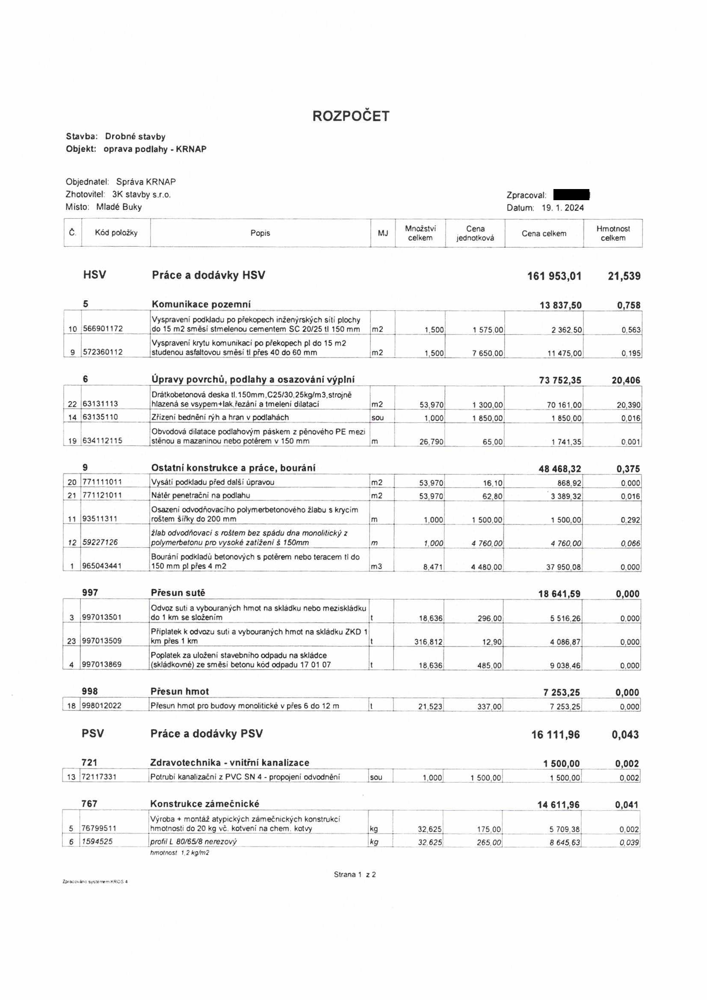 ROZPOČET
Stavba: Drobné stavby
Objekt: oprava podlahy - KRNAP
Objednatel: Správa KRNAP
Zhotovitel: 3K stavby s.r.o.
Zpracoval:
Místo: Mladé Buky
Datum: 19. 1. 2024
Č. Kód položky Popis MJ Množství celkem Cena jednotková Cena celkem Hmotnost celkem
HSV Práce a dodávky HSV 161 953,01 21,539
5 Komunikace pozemní 13 837,50 0,758
Vyspravení podkladu po překopech inženýrských sítí plochy
10 566901172 do 15 m2 směsí stmelenou cementem SC 20/25 tl 150 mm m2 1,500 1 575,00 2 362,50 0,563
Vyspravení krytu komunikací po překopech pl do 15 m2
9 572360112 studenou asfaltovou směsí tl přes 40 do 60 mm m2 1,500 7 650,00 11 475,00 0,195
6 Úpravy povrchů, podlahy a osazování výplní 73 752,35 20,406
Drátkobetonová deska tl.150mm,C25/30,25kg/m3,strojně
22 63131113 hlazená se vsypem+lak,řezání a tmelení dilatací m2 53,970 1 300,00 70 161,00 20,390
14 63135110 Zřízení bednění rýh a hran v podlahách sou 1,000 1 850,00 1 850,00 0,016
Obvodová dilatace podlahovým páskem z pěnového PE mezi
19 634112115 stěnou a mazaninou nebo potěrem v 150 mm m 26,790 65,00 1 741,35 0,001
9 Ostatní konstrukce a práce, bourání 48 468,32 0,375
20 771111011 Vysátí podkladu před další úpravou m2 53,970 16,10 868,92 0,000
21 771121011 Nátěr penetrační na podlahu m2 53,970 62,80 3 389,32 0,016
Osazení odvodňovacího polymerbetonového žlabu s krycím
11 93511311 roštem šířky do 200 mm m 1,000 1 500,00 1 500,00 0,292
žlab odvodňovací s roštem bez spádu dna monolitický z
12 59227126 polymerbetonu pro vysoké zatížení š 150mm m 1,000 4 760,00 4 760,00 0,066
Bourání podkladů betonových s potěrem nebo teracem tl do
1 965043441 150 mm pl přes 4 m2 m3 8,471 4 480,00 37 950,08 0,000
997 Přesun sutě 18 641,59 0,000
Odvoz suti a vybouraných hmot na skládku nebo meziskládku
3 997013501 do 1 km se složením t 18,636 296,00 5 516,26 0,000
Příplatek k odvozu suti a vybouraných hmot na skládku ZKD 1
23 997013509 km přes 1 km t 316,812 12,90 4 086,87 0,000
Poplatek za uložení stavebního odpadu na skládce
4 997013869 (skládkovné) ze směsí betonu kód odpadu 17 01 07 t 18,636 485,00 9 038,46 0,000
998 Přesun hmot 7 253,25 0,000
18 998012022 Přesun hmot pro budovy monolitické v přes 6 do 12 m t 21,523 337,00 7 253,25 0,000
PSV Práce a dodávky PSV 16 111,96 0,043
721 Zdravotechnika - vnitřní kanalizace 1 500,00 0,002
13 72117331 Potrubí kanalizační z PVC SN 4 - propojení odvodnění sou 1,000 1 500,00 1 500,00 0,002
767 Konstrukce zámečnické 14 611,96 0,041
Výroba + montáž atypických zámečnických konstrukcí
5 76799511 hmotnosti do 20 kg vč. kotvení na chem. kotvy kg 32,625 175,00 5 709,38 0,002
6 1594525 profil L 80/65/8 nerezový kg 32,625 265,00 8 645,63 0,039
hmotnost 1,2 kg/m2
Strana 1 z 2
Zpracováno systémem KROS 4